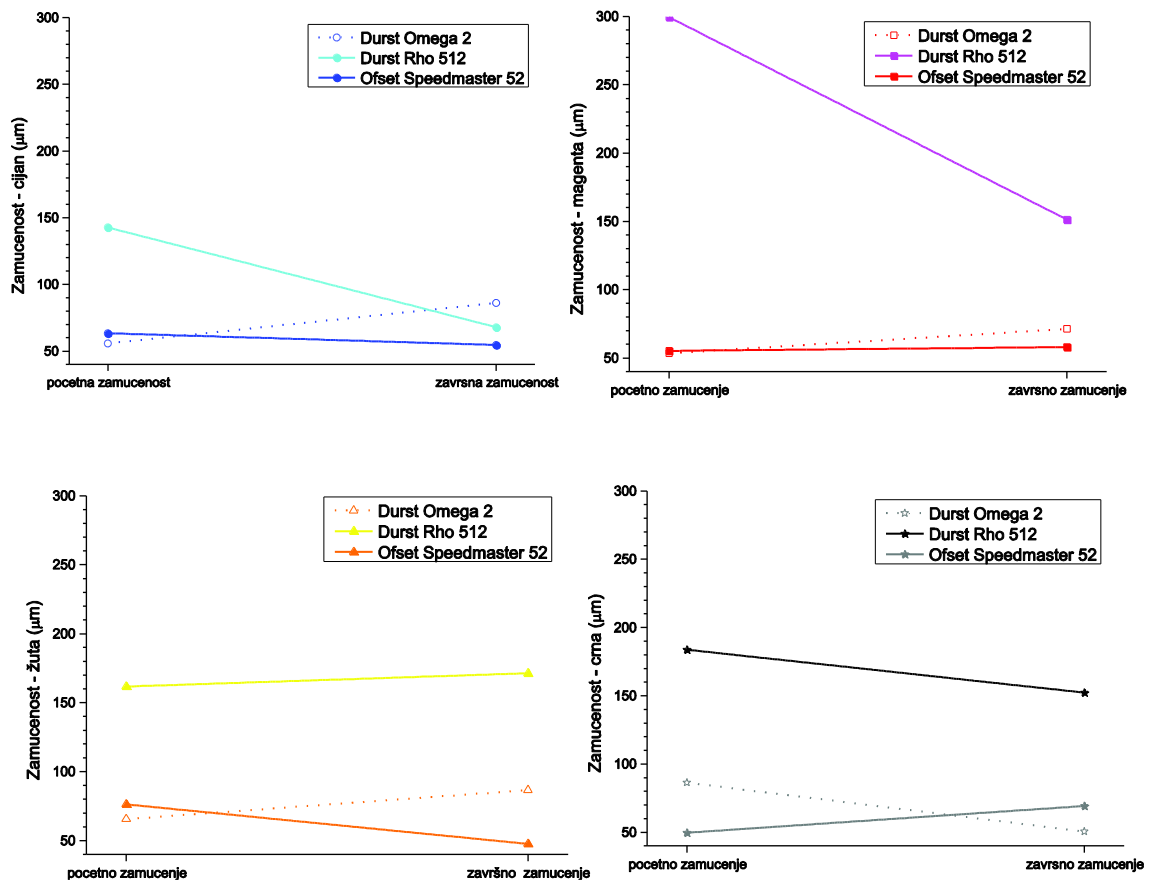 300
250
200
150
100
50
Zamucenost - cijan (µm)
Durst Omega 2
Durst Rho 512
Ofset Speedmaster 52
pocetna zamucenost
zavrsna zamucenost
300
250
200
150
100
50
Zamucenost - magenta (µm)
Durst Omega 2
Durst Rho 512
Ofset Speedmaster 52
pocetno zamucenje
zavrsno zamucenje
300
250
200
150
100
50
Zamucenost - žuta (µm)
Durst Omega 2
Durst Rho 512
Ofset Speedmaster 52
pocetno zamucenje
završno zamucenje
300
250
200
150
100
50
Zamucenost - crna (µm)
Durst Omega 2
Durst Rho 512
Ofset Speedmaster 52
pocetno zamucenje
zavrsno zamucenje